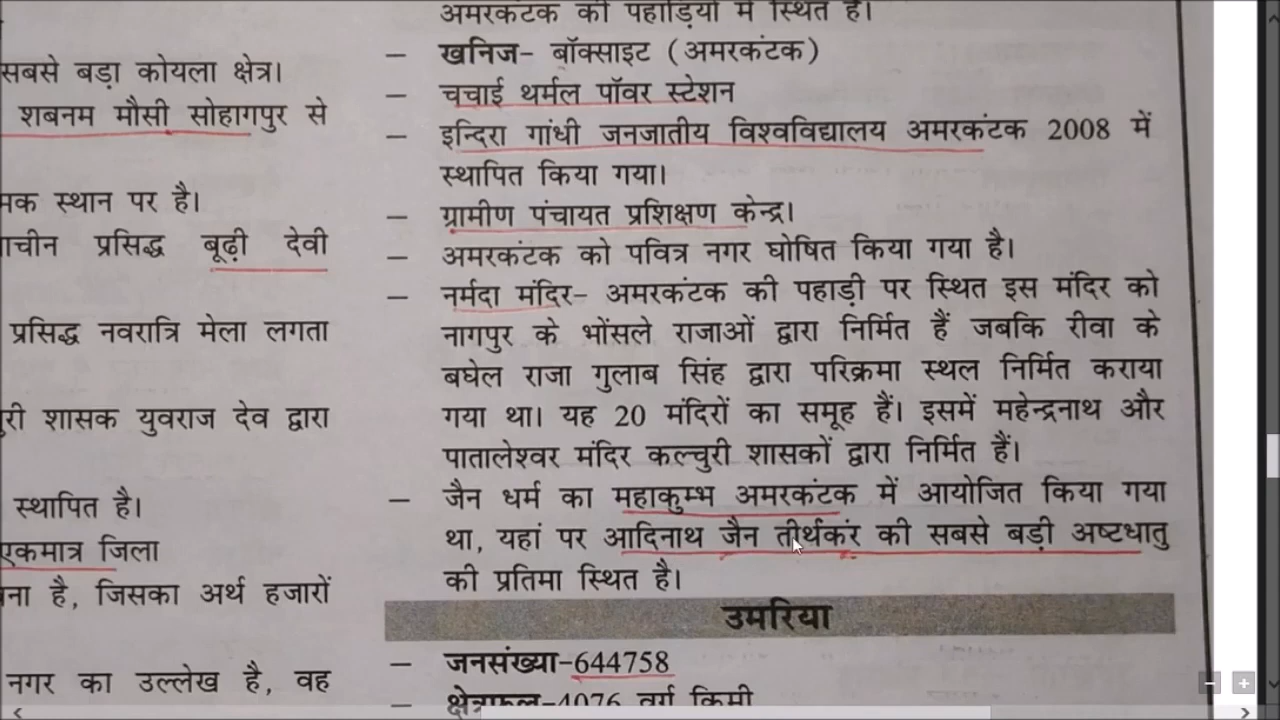 सबसे बड़ा कोयला क्षेत्र।
शबनम मौसी सोहागपुर से
स्थान पर है।
प्रसिद्ध बूढ़ी देवी
प्रसिद्ध नवरात्रि मेला लगता
शासक युवराज देव द्वारा
स्थापित है।
एकमात्र जिला
है, जिसका अर्थ हजारों
नगर का उल्लेख है, वह
अमरकंटक की पहाड़ियों में स्थित है।
– खनिज– बॉक्साइट (अमरकंटक)
– चचाई थर्मल पॉवर स्टेशन
– इन्दिरा गांधी जनजातीय विश्वविद्यालय अमरकंटक 2008 में
स्थापित किया गया।
– ग्रामीण पंचायत प्रशिक्षण केन्द्र।
– अमरकंटक को पवित्र नगर घोषित किया गया है।
– नर्मदा मंदिर– अमरकंटक की पहाड़ी पर स्थित इस मंदिर को
नागपुर के भोंसले राजाओं द्वारा निर्मित हैं जबकि रीवा के
बघेल राजा गुलाब सिंह द्वारा परिक्रमा स्थल निर्मित कराया
गया था। यह 20 मंदिरों का समूह हैं। इसमें महेन्द्रनाथ और
पातालेश्वर मंदिर कल्चुरी शासकों द्वारा निर्मित हैं।
– जैन धर्म का महाकुम्भ अमरकंटक में आयोजित किया गया
था, यहां पर आदिनाथ जैन तीर्थकंर की सबसे बड़ी अष्टधातु
की प्रतिमा स्थित है।
उमरिया
– जनसंख्या–644758
– क्षेत्रफल–4076 वर्ग किमी